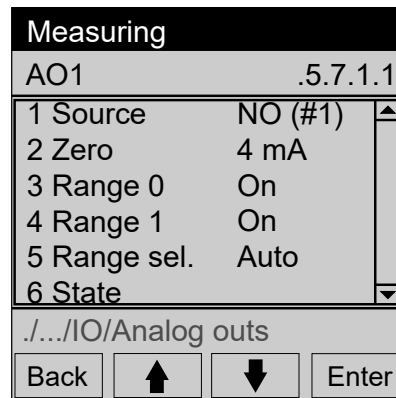 Measuring
AO1 .5.7.1.1
1 Source NO (#1)
2 Zero 4 mA
3 Range 0 On
4 Range 1 On
5 Range sel. Auto
6 State
./.../IO/Analog outs
Back Enter